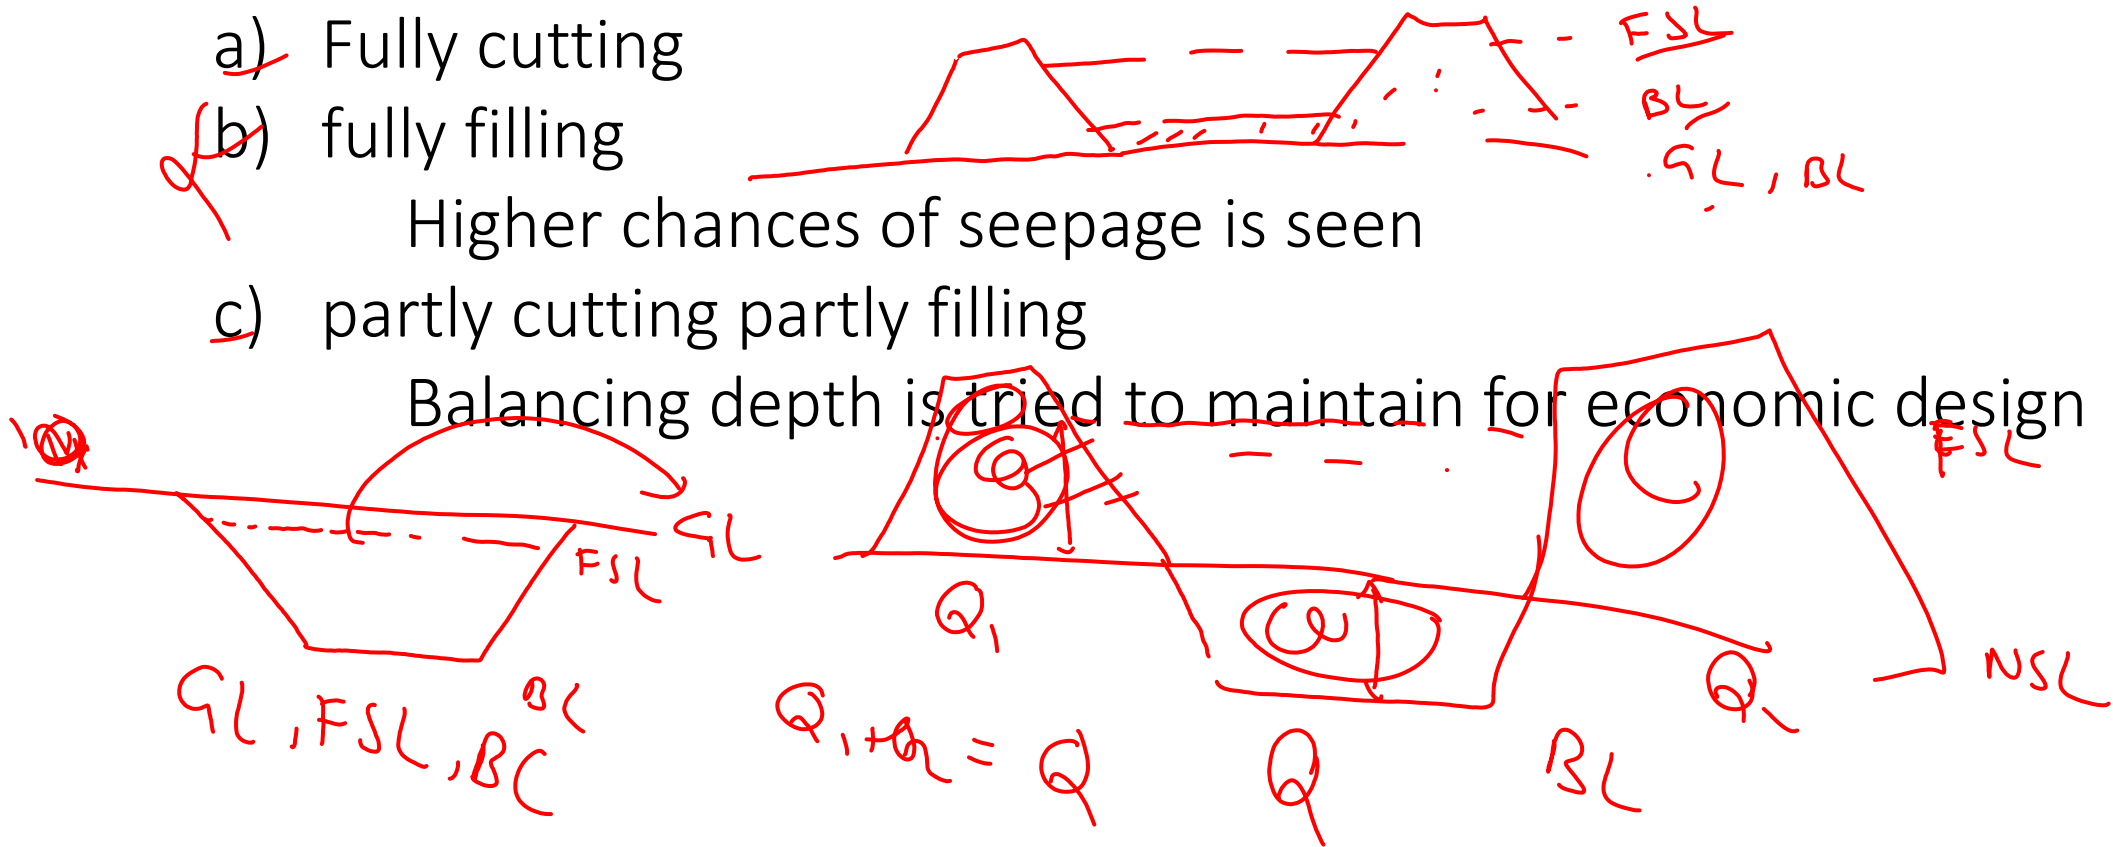 a) Fully cutting
FSL
b) fully filling
BL
GL, BL
Higher chances of seepage is seen
c) partly cutting partly filling
Balancing depth is tried to maintain for economic design
FSL
GL
FSL
Q1
Q2
NSL
BL
GL, FSL, BL
Q1+Q2 = Q
Q
BL